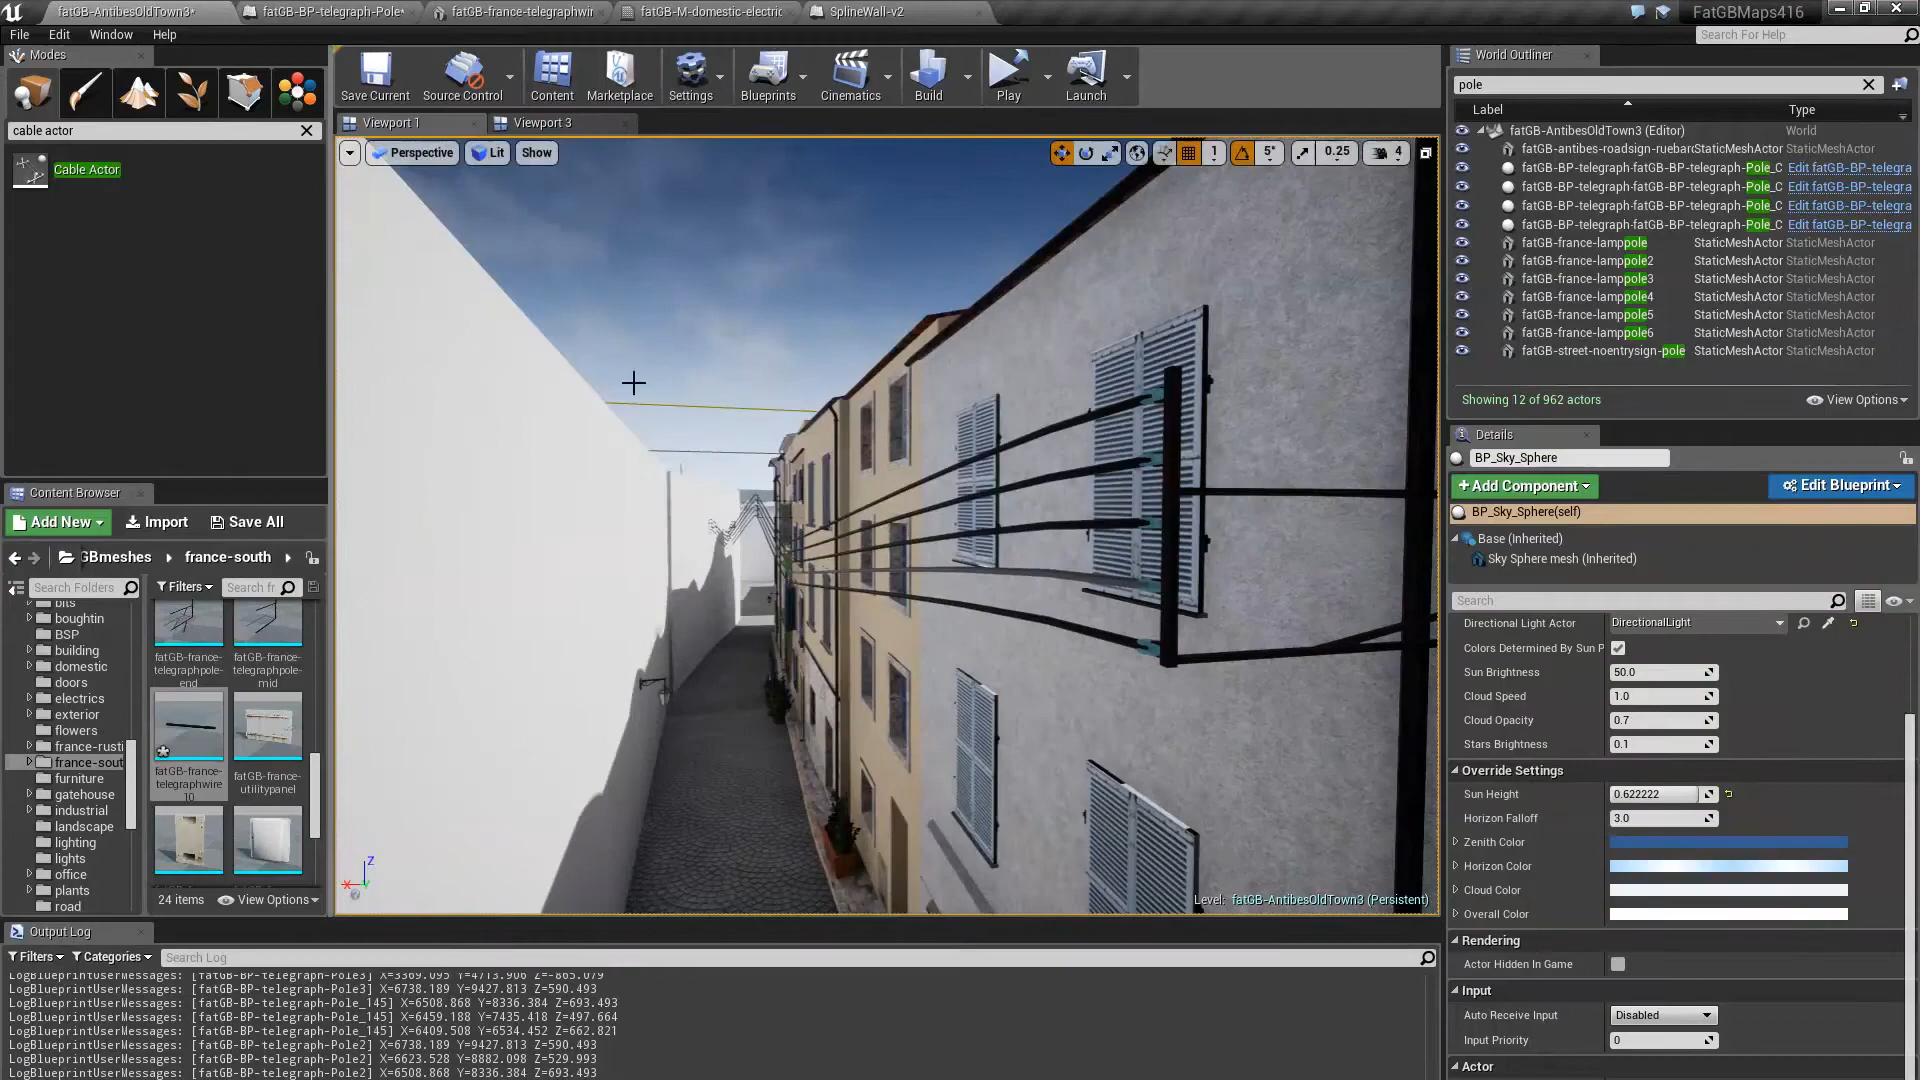 fatGB-AntibesOldTown3*
fatGB-BP-telegraph-Pole*
fatGB-france-telegraphwir
fatGB-M-domestic-electric
SplineWall-v2
FatGBMaps416
File Edit Window Help
Search For Help
Modes
cable actor
Cable Actor
Save Current
Source Control
Content
Marketplace
Settings
Blueprints
Cinematics
Build
Play
Launch
Viewport 1
Viewport 3
Perspective
Lit
Show
1
5°
0.25
4
Level: fatGB-AntibesOldTown3 (Persistent)
Z
World Outliner
pole
Label Type
fatGB-AntibesOldTown3 (Editor) World
fatGB-antibes-roadsign-ruebar StaticMeshActor StaticMeshActor
fatGB-BP-telegraph-fatGB-BP-telegraph-Pole_C Edit fatGB-BP-telegra
fatGB-BP-telegraph-fatGB-BP-telegraph-Pole_C Edit fatGB-BP-telegra
fatGB-BP-telegraph-fatGB-BP-telegraph-Pole_C Edit fatGB-BP-telegra
fatGB-BP-telegraph-fatGB-BP-telegraph-Pole_C Edit fatGB-BP-telegra
fatGB-france-lamppole StaticMeshActor StaticMeshActor
fatGB-france-lamppole2 StaticMeshActor StaticMeshActor
fatGB-france-lamppole3 StaticMeshActor StaticMeshActor
fatGB-france-lamppole4 StaticMeshActor StaticMeshActor
fatGB-france-lamppole5 StaticMeshActor StaticMeshActor
fatGB-france-lamppole6 StaticMeshActor StaticMeshActor
fatGB-street-noentrysign-pole StaticMeshActor StaticMeshActor
Showing 12 of 962 actors
View Options
Details
BP_Sky_Sphere
+Add Component
Edit Blueprint
BP_Sky_Sphere(self)
Base (Inherited)
Sky Sphere mesh (Inherited)
Search
Directional Light Actor DirectionalLight
Colors Determined By Sun P
Sun Brightness 50.0
Cloud Speed 1.0
Cloud Opacity 0.7
Stars Brightness 0.1
Override Settings
Sun Height 0.622222
Horizon Falloff 3.0
Zenith Color
Horizon Color
Cloud Color
Overall Color
Rendering
Actor Hidden In Game
Input
Auto Receive Input Disabled
Input Priority 0
Actor
Content Browser
Add New
Import
Save All
GBmeshes
france-south
Search Folders
Filters
Search fr
bits
boughtin
BSP
building
domestic
doors
electrics
exterior
flowers
france-rusti
france-sout
furniture
gatehouse
industrial
landscape
lighting
lights
office
plants
road
fatGB-france-telegraphpole-end
fatGB-france-telegraphpole-mid
fatGB-france-telegraphwire10
fatGB-france-utilitypanel
24 items
View Options
Output Log
Filters
Categories
Search Log
LogBlueprintUserMessages: [fatGB-BP-telegraph-Pole3] X=3369.095 Y=4713.906 Z=-865.079
LogBlueprintUserMessages: [fatGB-BP-telegraph-Pole3] X=6738.189 Y=9427.813 Z=590.493
LogBlueprintUserMessages: [fatGB-BP-telegraph-Pole_145] X=6508.868 Y=8336.384 Z=693.493
LogBlueprintUserMessages: [fatGB-BP-telegraph-Pole_145] X=6459.188 Y=7435.418 Z=497.664
LogBlueprintUserMessages: [fatGB-BP-telegraph-Pole_145] X=6409.508 Y=6534.452 Z=662.821
LogBlueprintUserMessages: [fatGB-BP-telegraph-Pole2] X=6738.189 Y=9427.813 Z=590.493
LogBlueprintUserMessages: [fatGB-BP-telegraph-Pole2] X=6623.528 Y=8882.098 Z=529.993
LogBlueprintUserMessages: [fatGB-BP-telegraph-Pole2] X=6508.868 Y=8336.384 Z=693.493